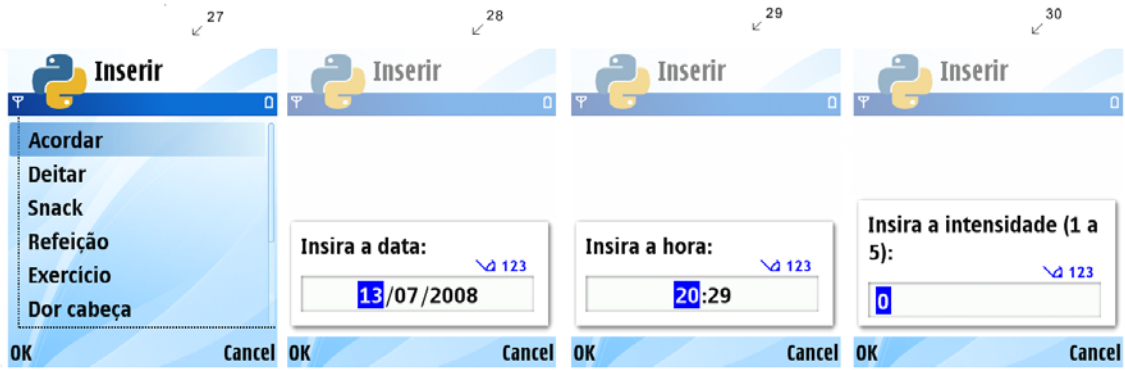 27
28
29
30
Inserir
Acordar
Deitar
Snack
Refeição
Exercício
Dor cabeça
OK Cancel
Inserir
Insira a data:
123
13/07/2008
OK Cancel
Inserir
Insira a hora:
123
20:29
OK Cancel
Inserir
Insira a intensidade (1 a
5):
123
0
OK Cancel